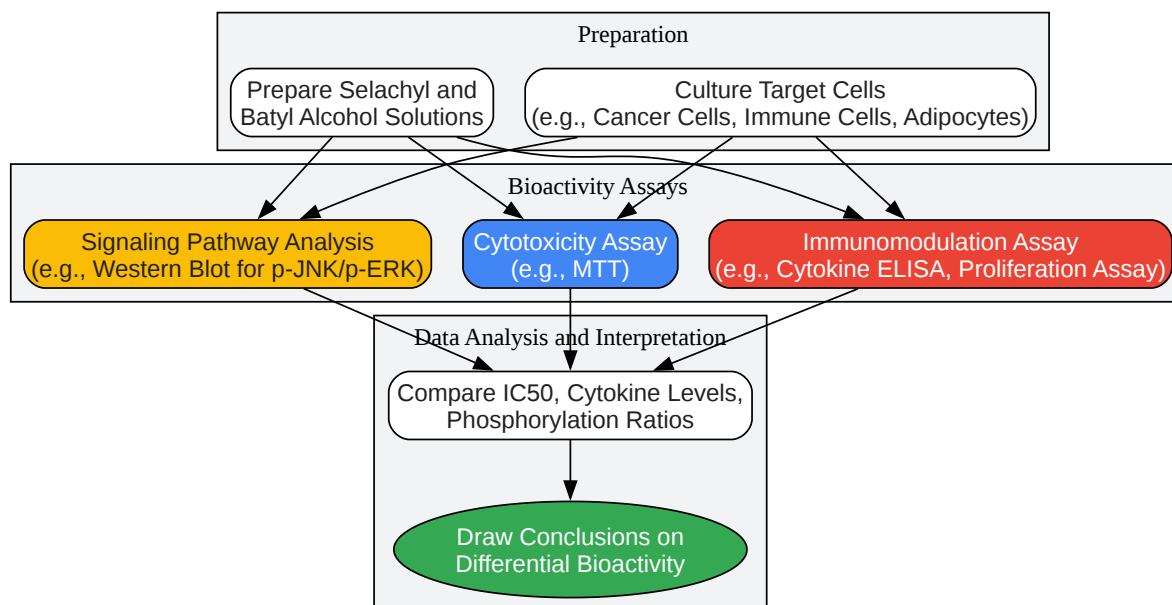 Preparation
Prepare Selachyl and
Batyl Alcohol Solutions
Culture Target Cells
(e.g., Cancer Cells, Immune Cells, Adipocytes)
Bioactivity Assays
Signaling Pathway Analysis
(e.g., Western Blot for p-JNK/p-ERK)
Cytotoxicity Assay
(e.g., MTT)
Immunomodulation Assay
(e.g., Cytokine ELISA, Proliferation Assay)
Data Analysis and Interpretation
Compare IC50, Cytokine Levels,
Phosphorylation Ratios
Draw Conclusions on
Differential Bioactivity